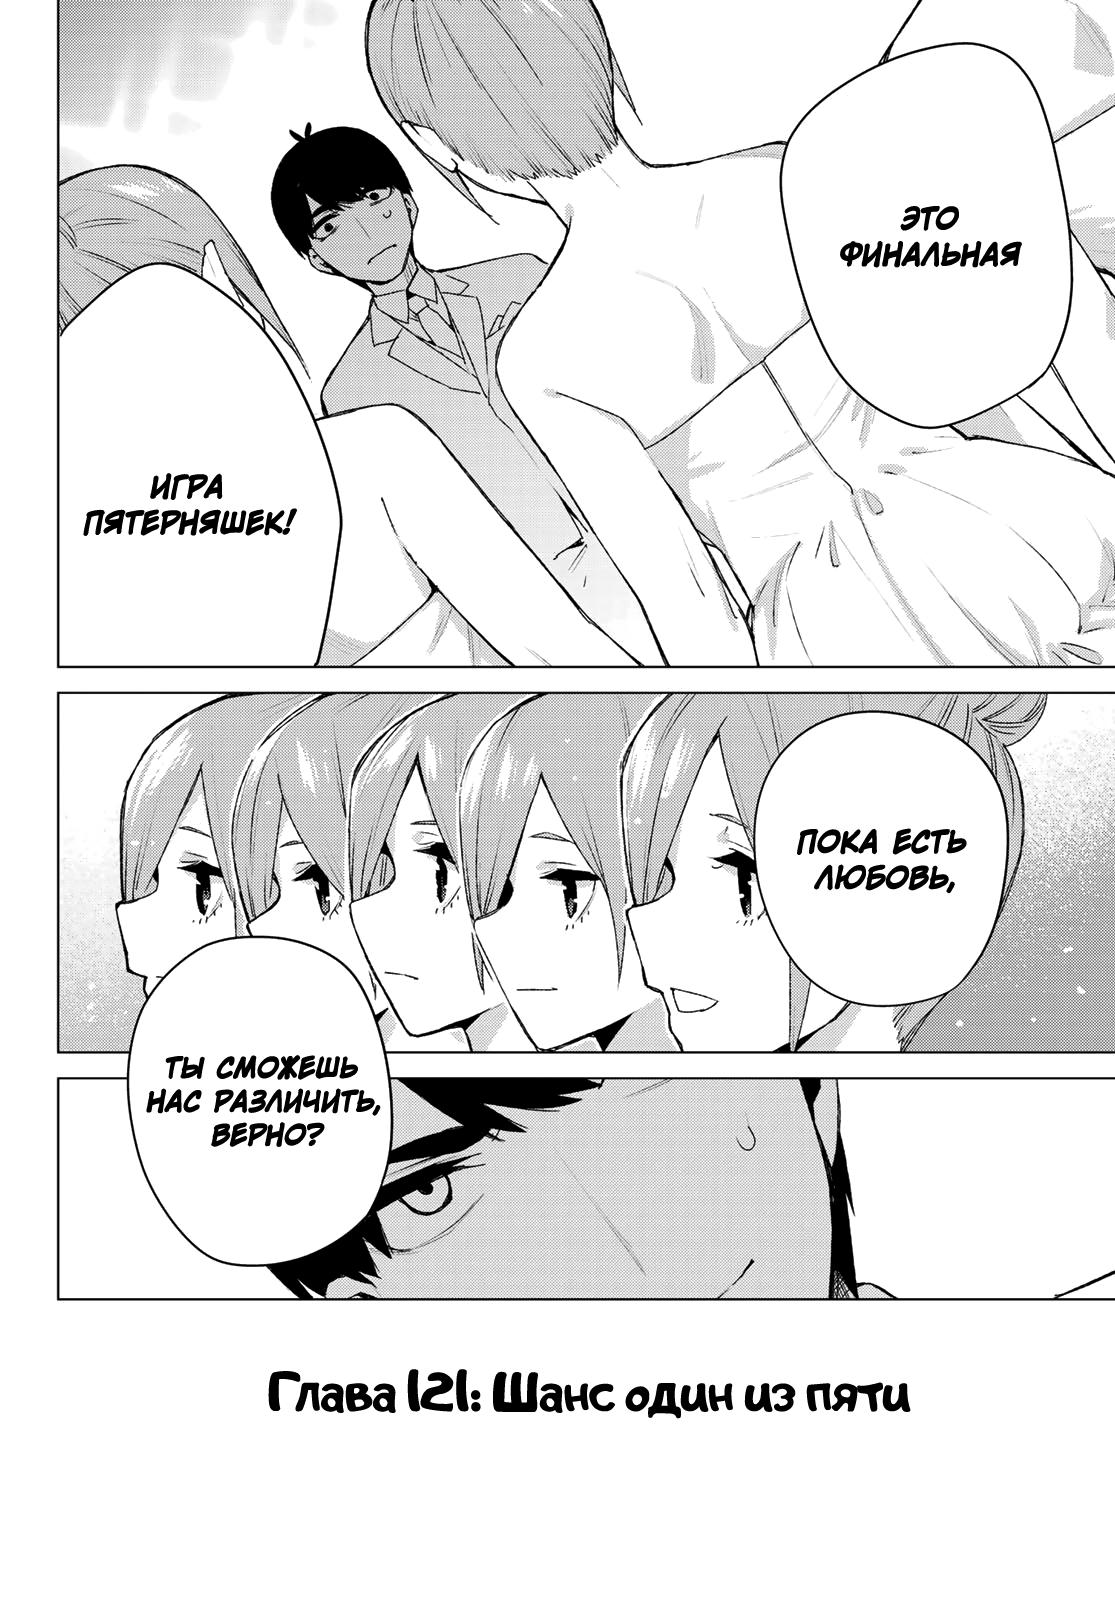 ЭТО
ФИНАЛЬНАЯ
ИГРА
ПЯТЕРНЯШЕК!
ПОКА ЕСТЬ
ЛЮБОВЬ,
ТЫ СМОЖЕШЬ
НАС РАЗЛИЧИТЬ,
ВЕРНО?
Глава 121: Шанс один из пяти